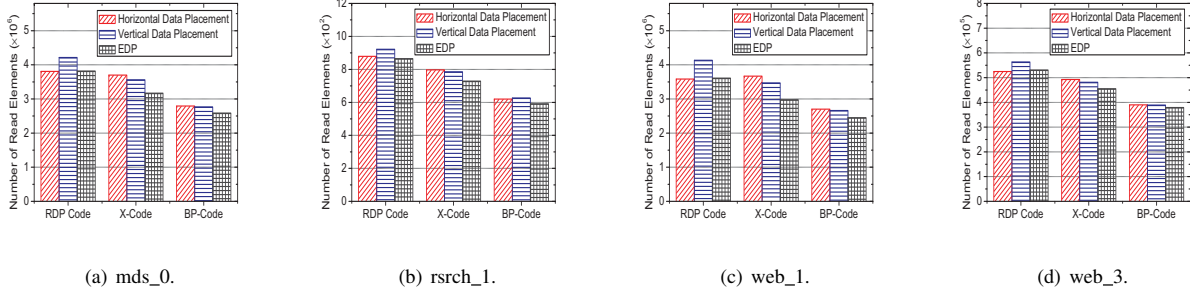 Number of Read Elements (×10⁶)
5
4
3
2
1
0
Horizontal Data Placement
Vertical Data Placement
EDP
RDP Code X-Code BP-Code
(a) mds_0.
Number of Read Elements (×10²)
12
10
8
6
4
2
0
Horizontal Data Placement
Vertical Data Placement
EDP
RDP Code X-Code BP-Code
(b) rsrch_1.
Number of Read Elements (×10⁶)
5
4
3
2
1
0
Horizontal Data Placement
Vertical Data Placement
EDP
RDP Code X-Code BP-Code
(c) web_1.
Number of Read Elements (×10⁵)
8
7
6
5
4
3
2
1
0
Horizontal Data Placement
Vertical Data Placement
EDP
RDP Code X-Code BP-Code
(d) web_3.